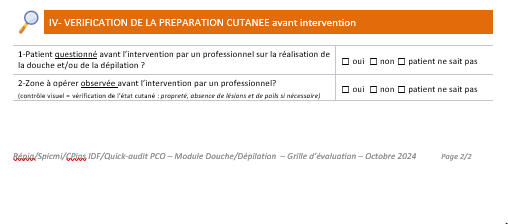 IV- VERIFICATION DE LA PREPARATION CUTANEE avant intervention
1-Patient questionné avant l'intervention par un professionnel sur la réalisation de
la douche et/ou de la dépilation ?
☐ oui ☐ non ☐ patient ne sait pas
2-Zone à opérer observée avant l'intervention par un professionnel?
(contrôle visuel = vérification de l'état cutané : propreté, absence de lésions et de poils si nécessaire)
☐ oui ☐ non ☐ patient ne sait pas
Répia/Spicmi/CPias IDF/Quick-audit PCO – Module Douche/Dépilation – Grille d'évaluation – Octobre 2024 Page 2/2